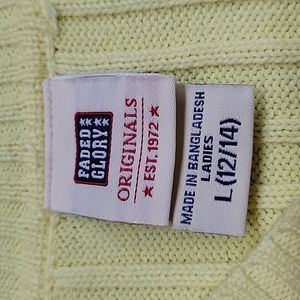 FADED
GLORY
ORIGINALS
★ EST. 1972 ★
MADE IN BANGLADESH
LADIES
L(12/14)